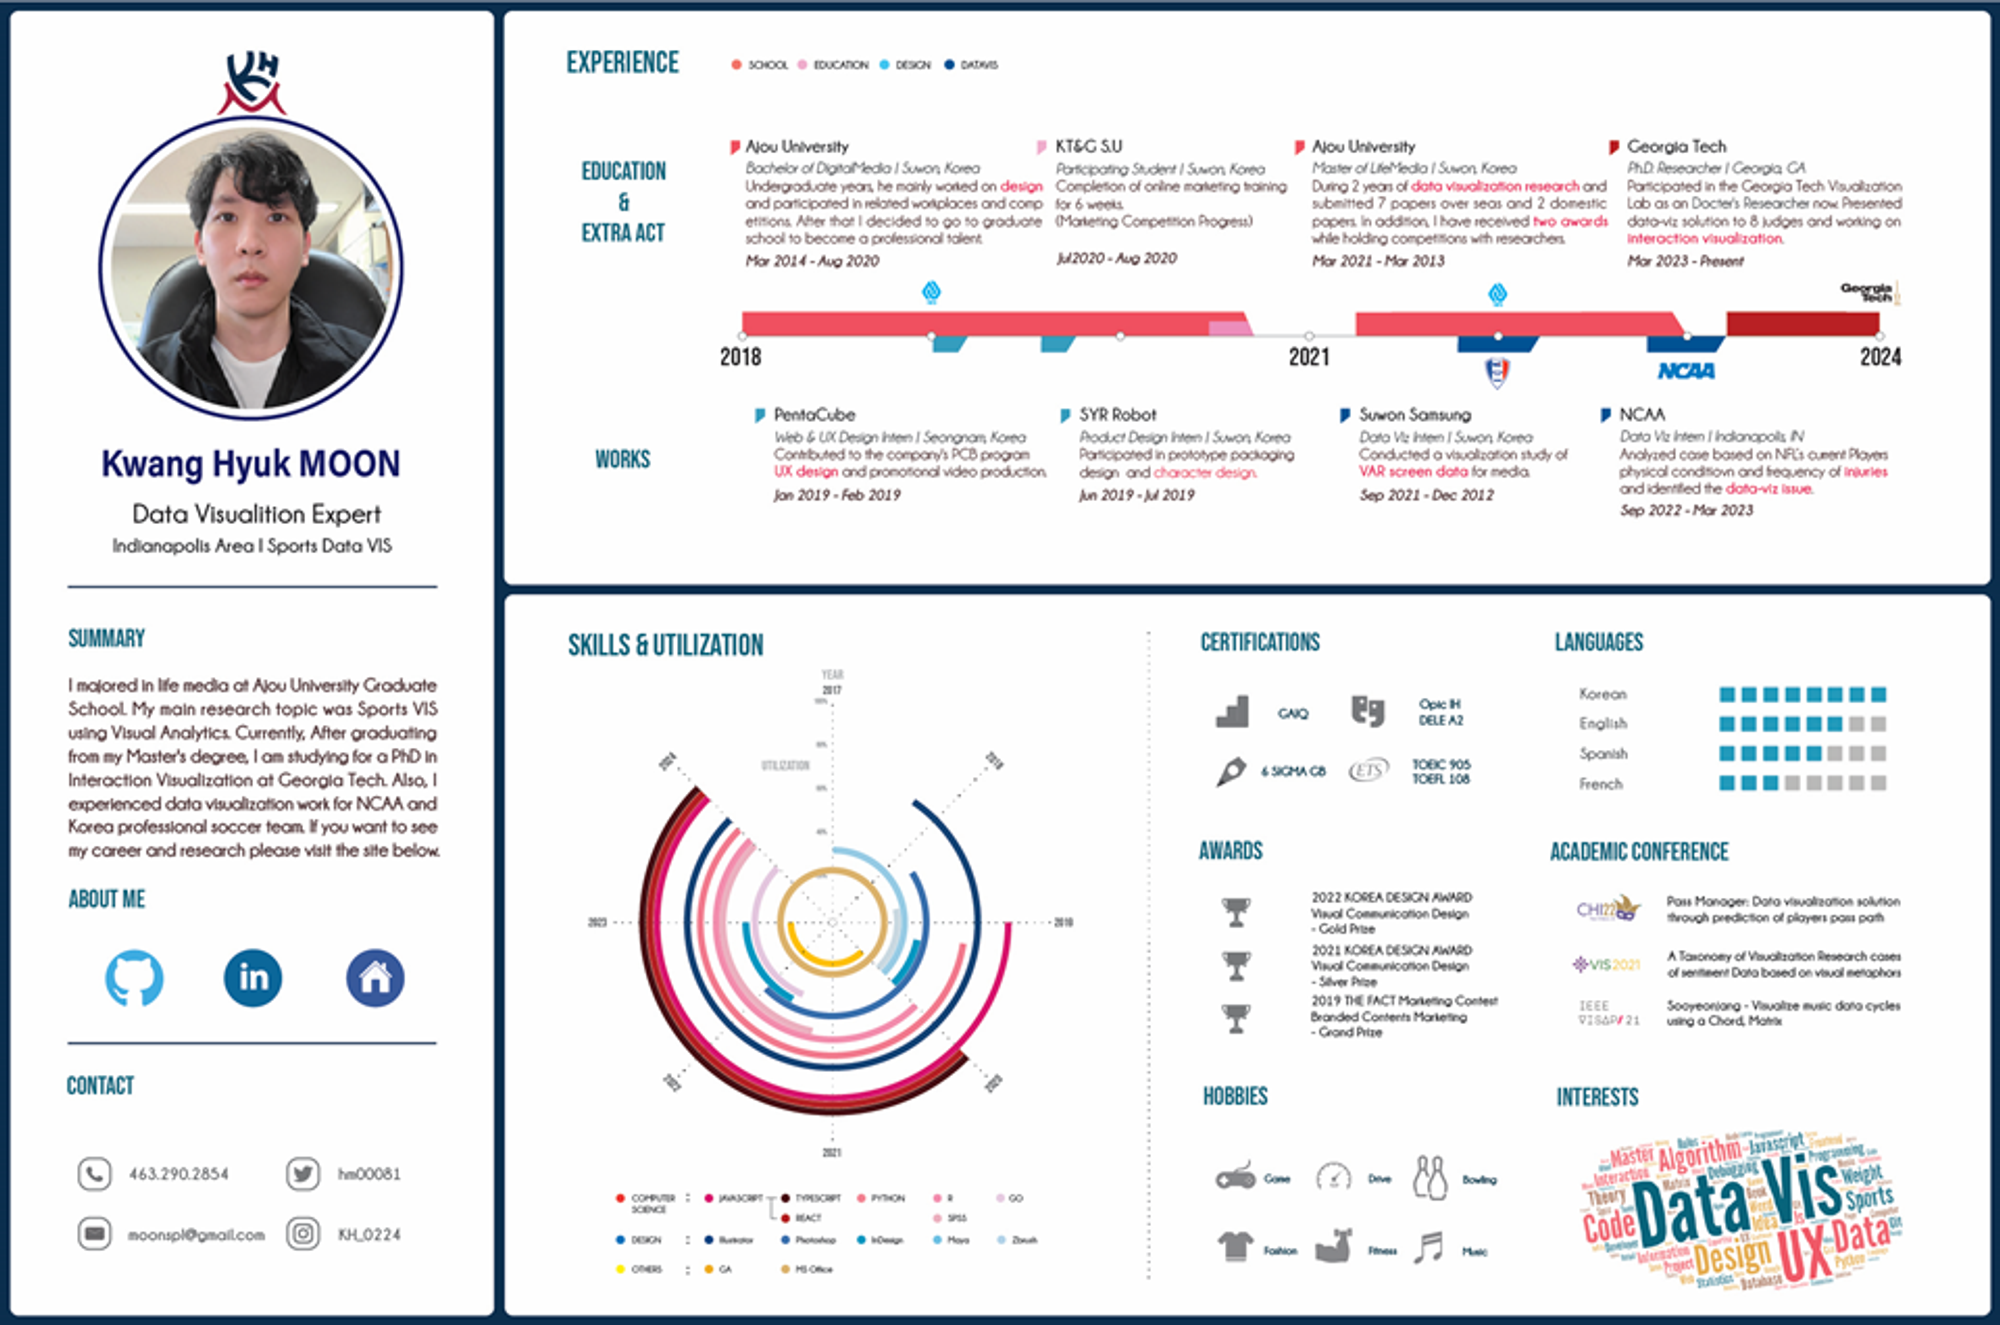 KH
Kwang Hyuk MOON
Data Visualition Expert
Indianapolis Area | Sports Data VIS
SUMMARY
I majored in life media at Ajou University Graduate
School. My main research topic was Sports VIS
using Visual Analytics. Currently, After graduating
from my Master's degree, I am studying for a PhD in
Interaction Visualization at Georgia Tech. Also, I
experienced data visualization work for NCAA and
Korea professional soccer team. If you want to see
my career and research please visit the site below.
ABOUT ME
in
CONTACT
463.290.2854
hm00081
moonspl@gmail.com
KH_0224
EXPERIENCE
SCHOOL
EDUCATION
DESIGN
DATAVIS
EDUCATION
&
EXTRA ACT
Ajou University
Bachelor of DigitalMedia | Suwon, Korea
Undergraduate years, he mainly worked on design
and participated in related workplaces and comp
etitions. After that I decided to go to graduate
school to become a professional talent.
Mar 2014 - Aug 2020
KT&G S.U
Participating Student | Suwon, Korea
Completion of online marketing training
for 6 weeks.
(Marketing Competition Progress)
Jul2020 - Aug 2020
Ajou University
Master of LifeMedia | Suwon, Korea
During 2 years of data visualization research and
submitted 7 papers over seas and 2 domestic
papers. In addition, I have received two awards
while holding competitions with researchers.
Mar 2021 - Mar 2013
Georgia Tech
Ph.D. Researcher | Georgia, GA
Participated in the Georgia Tech Visualization
Lab as an Docter's Researcher now. Presented
data-viz solution to 8 judges and working on
interaction visualization.
Mar 2023 - Present
Georgia
Tech
2018
2021
2024
NCAA
WORKS
PentaCube
Web & UX Design Intern | Seongnam, Korea
Contributed to the company's PCB program
UX design and promotional video production.
Jan 2019 - Feb 2019
SYR Robot
Product Design Intern | Suwon, Korea
Participated in prototype packaging
design and character design.
Jun 2019 - Jul 2019
Suwon Samsung
Data Viz Intern | Suwon, Korea
Conducted a visualization study of
VAR screen data for media.
Sep 2021 - Dec 2012
NCAA
Data Viz Intern | Indianapolis, IN
Analyzed case based on NFL's current Players
physical conditiovn and frequency of injuries
and identified the data-viz issue.
Sep 2022 - Mar 2023
SKILLS & UTILIZATION
YEAR
2017
100%
80%
UTILIZATION
60%
40%
2024
2018
2023
2019
2022
2021
COMPUTER
SCIENCE
:
JAVASCRIPT
TYPESCRIPT
PYTHON
R
GO
REACT
SPSS
DESIGN
:
Illustrator
Photoshop
InDesign
Maya
Zbrush
OTHERS
:
GA
MS Office
CERTIFICATIONS
GAIQ
Opic IH
DELE A2
6 SIGMA GB
ETS
TOEIC 905
TOEFL 108
LANGUAGES
Korean
English
Spanish
French
AWARDS
2022 KOREA DESIGN AWARD
Visual Communication Design
- Gold Prize
2021 KOREA DESIGN AWARD
Visual Communication Design
- Silver Prize
2019 THE FACT Marketing Contest
Branded Contents Marketing
- Grand Prize
ACADEMIC CONFERENCE
CHI22
Pass Manager: Data visualization solution
through prediction of players pass path
VIS2021
A Taxonomy of Visualization Research cases
of sentiment Data based on visual metaphors
IEEE
VISAP/21
Sooyeonjang - Visualize music data cycles
using a Chord, Matrix
HOBBIES
Game
Drive
Bowling
Fashion
Fitness
Music
INTERESTS
Master
Algorithm
Javascript
Interaction
Debugging
Programming
Theory
Matrix
Weight
Code
Data Vis
Sports
Idea
Information
Project
Design
UX
Data
Python
Statistics
Database